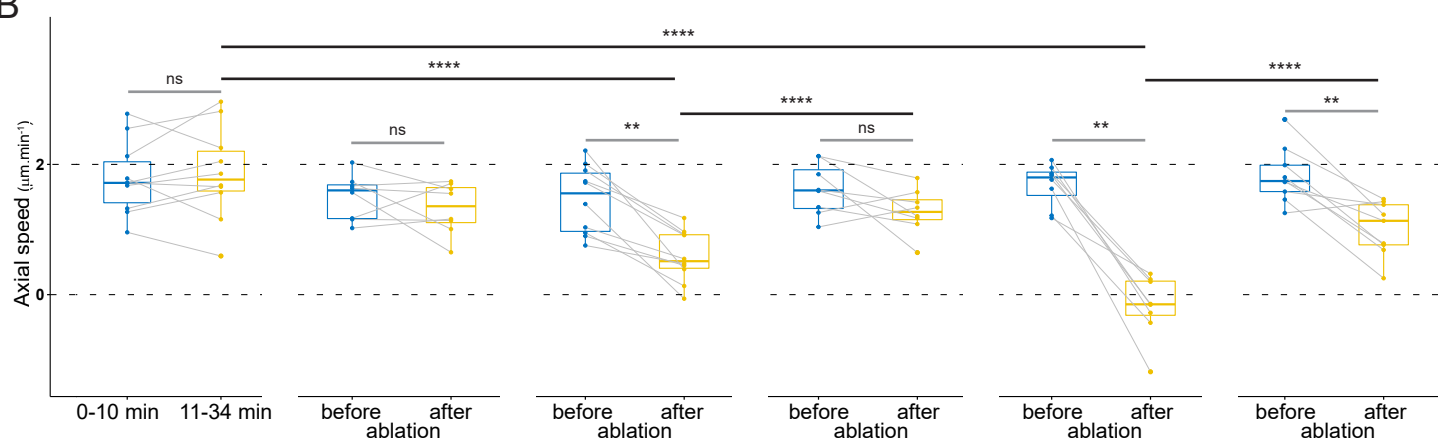 B
****
****
****
****
ns
ns
**
ns
**
**
Axial speed (μm.min⁻¹)
2
0
0-10 min 11-34 min
before after
ablation
before after
ablation
before after
ablation
before after
ablation
before after
ablation